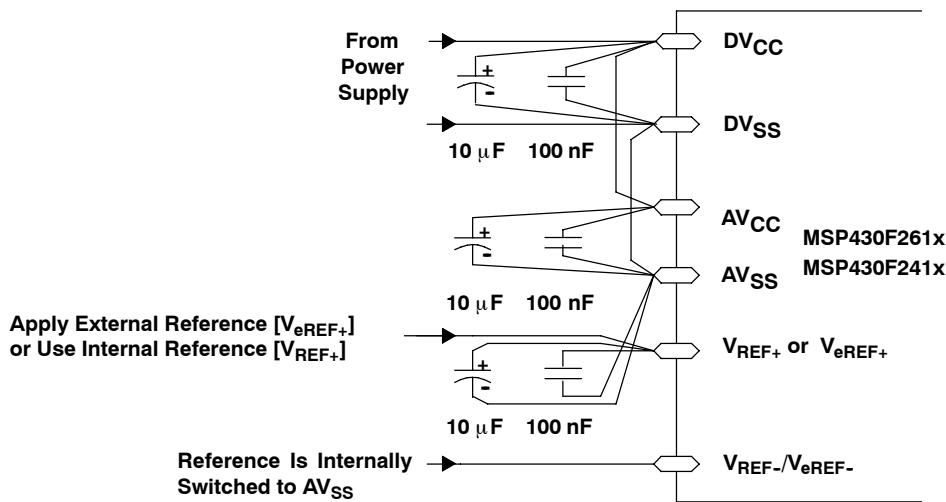 From
Power
Supply
DVCC
+
-
DVSS
10 μF 100 nF
AVCC
MSP430F261x
+
-
AVSS
MSP430F241x
10 μF 100 nF
Apply External Reference [VeREF+]
or Use Internal Reference [VREF+]
VREF+ or VeREF+
+
-
10 μF 100 nF
Reference Is Internally
Switched to AVSS
VREF-/VeREF-